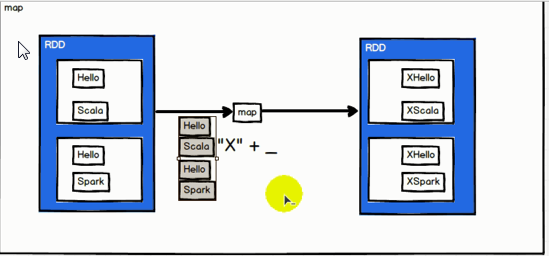 map
RDD
Hello
Scala
Hello
Spark
map
Hello
Scala
Hello
Spark
"X" + _
RDD
XHello
XScala
XHello
XSpark